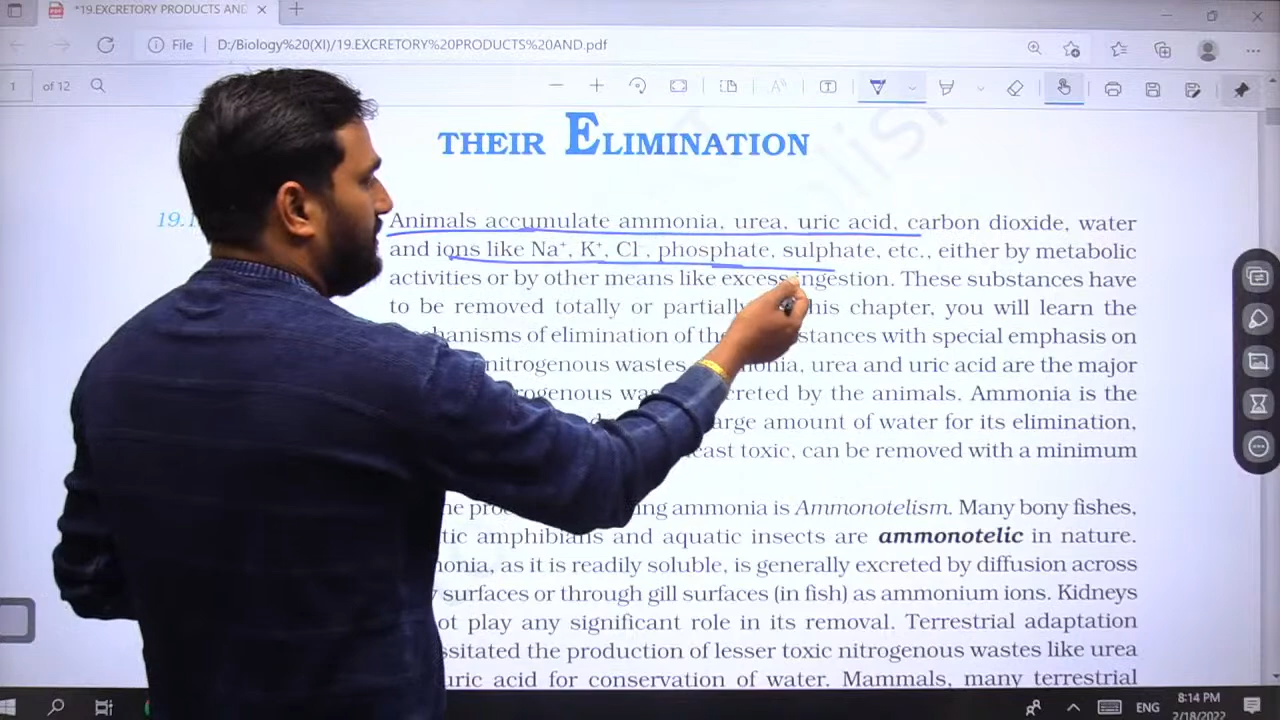 *19.EXCRETORY PRODUCTS AND
File D:/Biology%20(XI)/19.EXCRETORY%20PRODUCTS%20AND.pdf
1 of 12
THEIR ELIMINATION
19.1
Animals accumulate ammonia, urea, uric acid, carbon dioxide, water
and ions like Na⁺, K⁺, Cl⁻, phosphate, sulphate, etc., either by metabolic
activities or by other means like excess ingestion. These substances have
to be removed totally or partially his chapter, you will learn the
of elimination of with special emphasis on
nitrogenous wastes urea and uric acid are the major
creted by the animals. Ammonia is the
arge amount of water for its elimination,
east toxic, can be removed with a minimum
ng ammonia is Ammonotelism. Many bony fishes,
tic amphibians and aquatic insects are ammonotelic in nature.
onia, as it is readily soluble, is generally excreted by diffusion across
surfaces or through gill surfaces (in fish) as ammonium ions. Kidneys
ot play any significant role in its removal. Terrestrial adaptation
ssitated the production of lesser toxic nitrogenous wastes like urea
uric acid for conservation of water. Mammals, many terrestrial
ENG
8:14 PM
2/18/2022